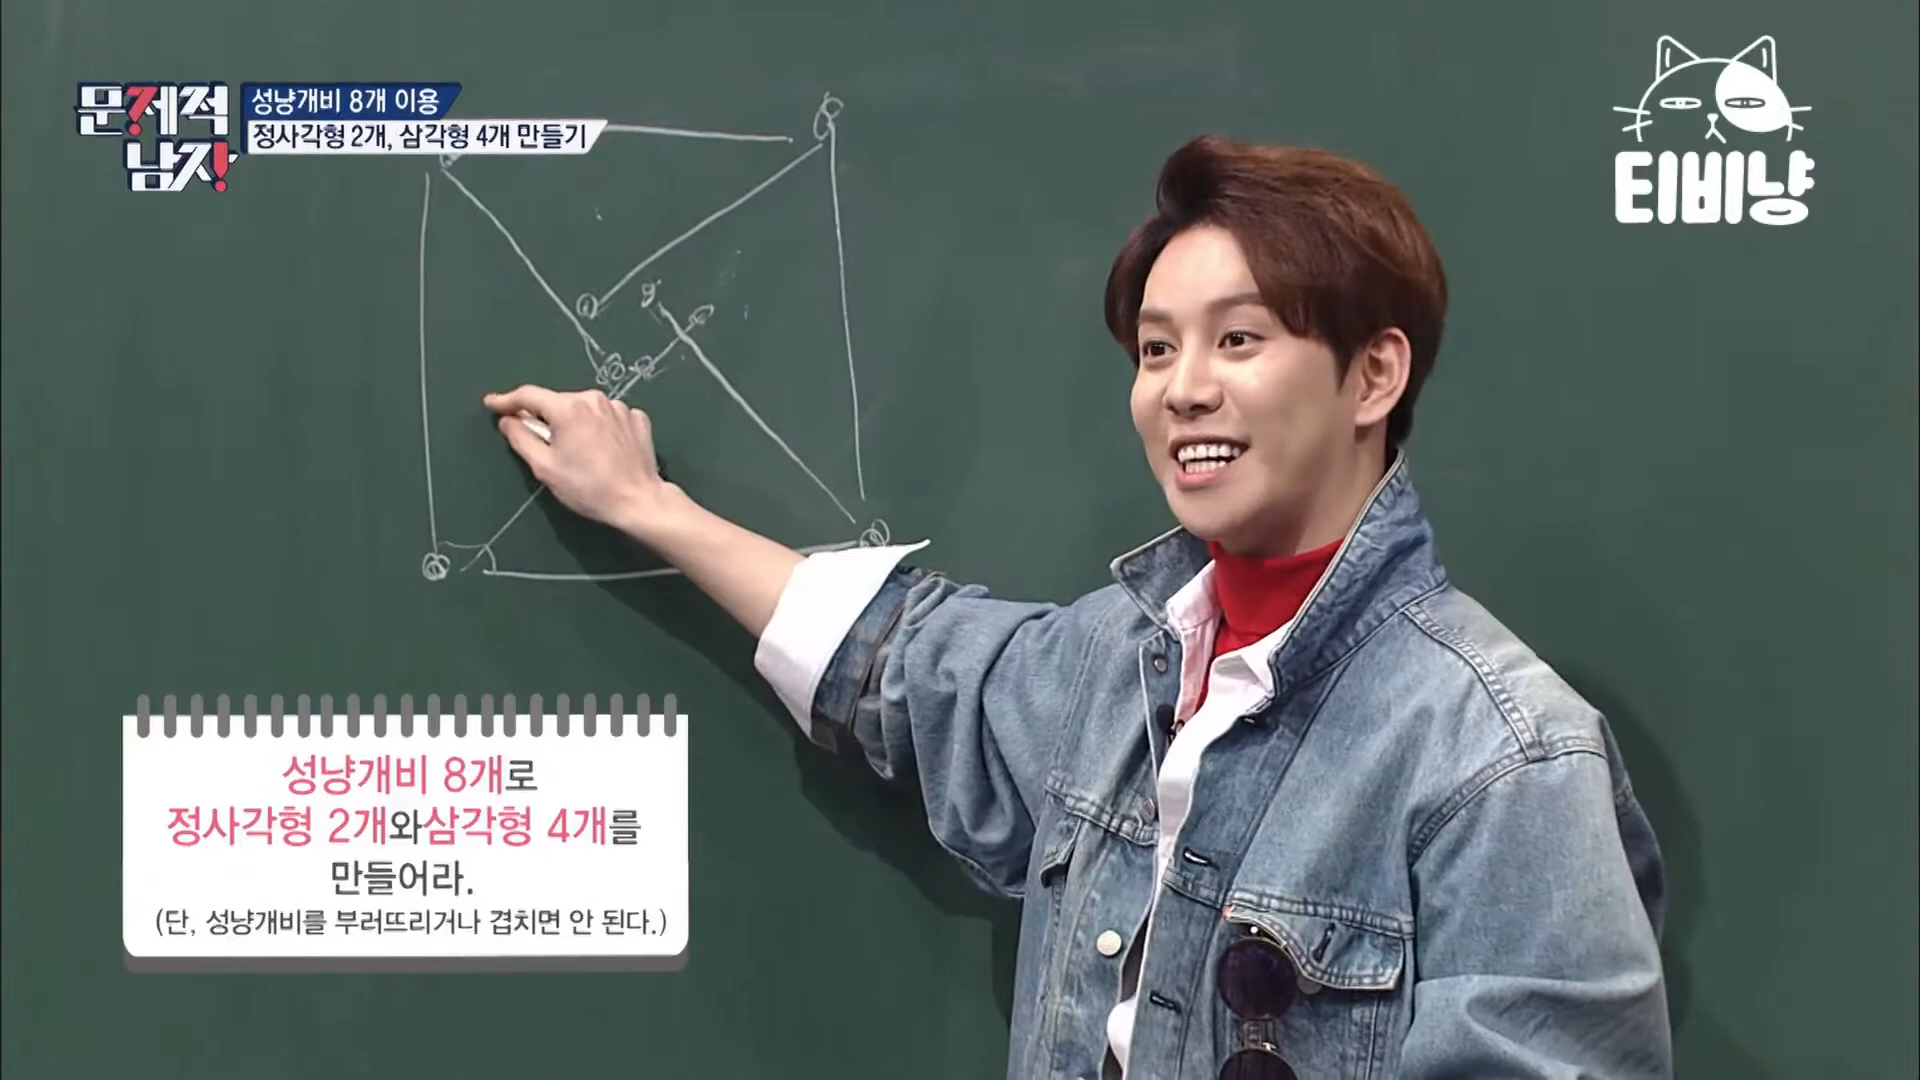 문제적
남자!
성냥개비 8개 이용
정사각형 2개, 삼각형 4개 만들기
티비냥
성냥개비 8개로
정사각형 2개와삼각형 4개를
만들어라.
(단, 성냥개비를 부러뜨리거나 겹치면 안 된다.)